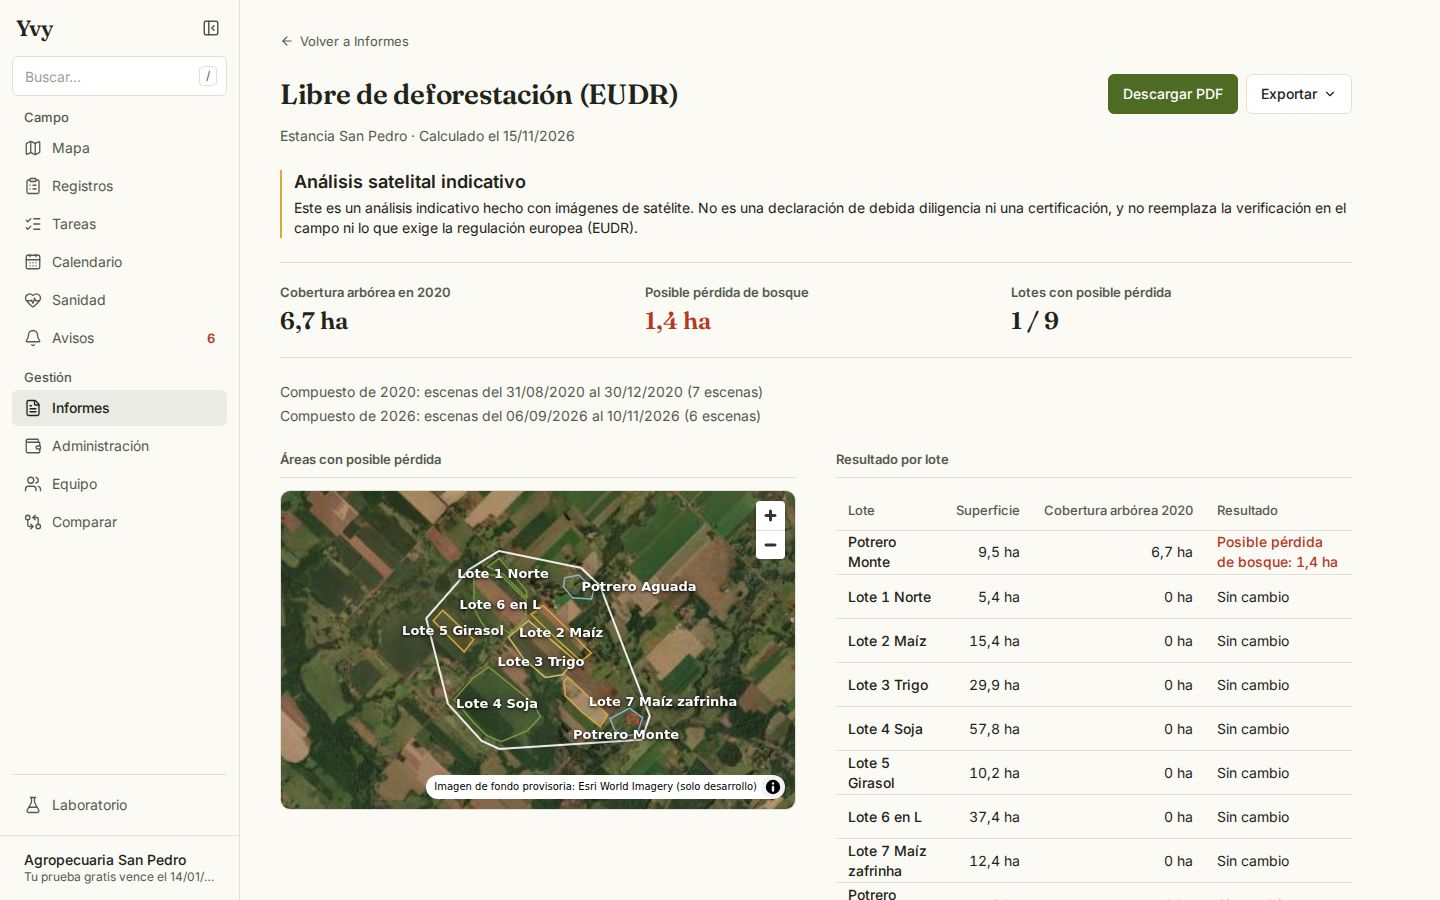 Yvy
Buscar...
/
Campo
Mapa
Registros
Tareas
Calendario
Sanidad
Avisos 6
Gestión
Informes
Administración
Equipo
Comparar
Laboratorio
Agropecuaria San Pedro
Tu prueba gratis vence el 14/01/...
Volver a Informes
Libre de deforestación (EUDR)
Descargar PDF
Exportar
Estancia San Pedro · Calculado el 15/11/2026
Análisis satelital indicativo
Este es un análisis indicativo hecho con imágenes de satélite. No es una declaración de debida diligencia ni una certificación, y no reemplaza la verificación en el
campo ni lo que exige la regulación europea (EUDR).
Cobertura arbórea en 2020
6,7 ha
Posible pérdida de bosque
1,4 ha
Lotes con posible pérdida
1 / 9
Compuesto de 2020: escenas del 31/08/2020 al 30/12/2020 (7 escenas)
Compuesto de 2026: escenas del 06/09/2026 al 10/11/2026 (6 escenas)
Áreas con posible pérdida
Lote 1 Norte
Potrero Aguada
Lote 6 en L
Lote 5 Girasol
Lote 2 Maíz
Lote 3 Trigo
Lote 4 Soja
Lote 7 Maíz zafrinha
Potrero Monte
Imagen de fondo provisoria: Esri World Imagery (solo desarrollo)
Resultado por lote
Lote Superficie Cobertura arbórea 2020 Resultado
Potrero
Monte 9,5 ha 6,7 ha Posible pérdida
de bosque: 1,4 ha
Lote 1 Norte 5,4 ha 0 ha Sin cambio
Lote 2 Maíz 15,4 ha 0 ha Sin cambio
Lote 3 Trigo 29,9 ha 0 ha Sin cambio
Lote 4 Soja 57,8 ha 0 ha Sin cambio
Lote 5
Girasol 10,2 ha 0 ha Sin cambio
Lote 6 en L 37,4 ha 0 ha Sin cambio
Lote 7 Maíz
zafrinha 12,4 ha 0 ha Sin cambio
Potrero